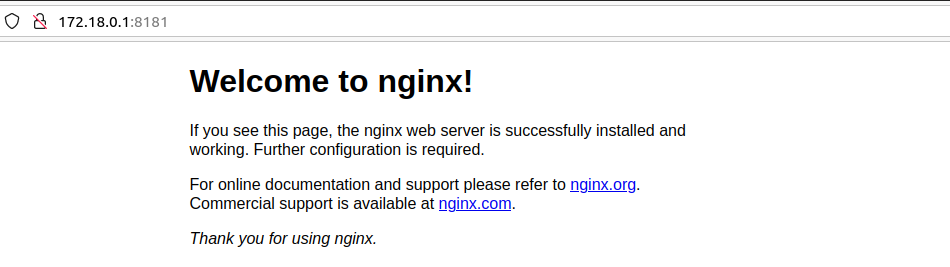 172.18.0.1:8181
Welcome to nginx!
If you see this page, the nginx web server is successfully installed and
working. Further configuration is required.
For online documentation and support please refer to nginx.org.
Commercial support is available at nginx.com.
Thank you for using nginx.